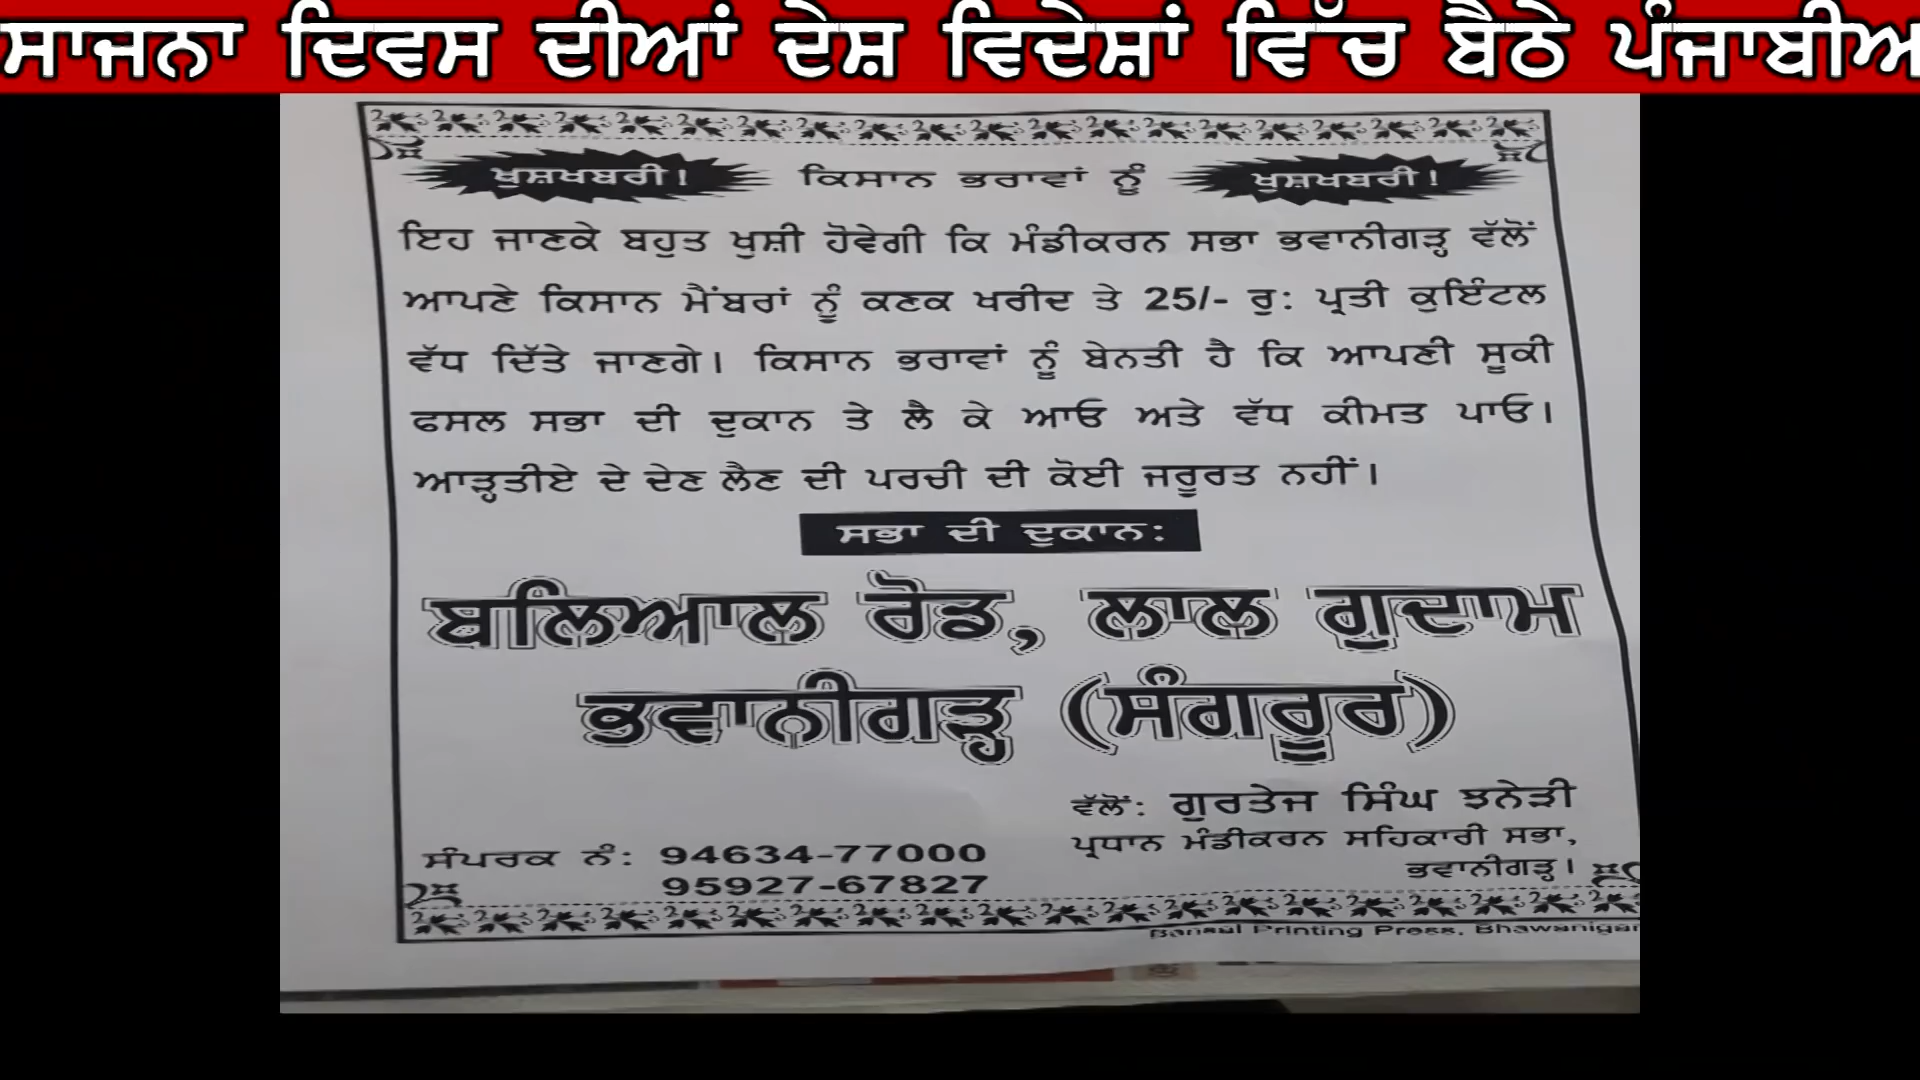 ਸਾਜਨਾ ਦਿਵਸ ਦੀਆਂ ਦੇਸ਼ ਵਿਦੇਸ਼ਾਂ ਵਿੱਚ ਬੈਠੇ ਪੰਜਾਬੀਅ
ਖੁਸ਼ਖਬਰੀ! ਕਿਸਾਨ ਭਰਾਵਾਂ ਨੂੰ ਖੁਸ਼ਖਬਰੀ!
ਇਹ ਜਾਣਕੇ ਬਹੁਤ ਖੁਸ਼ੀ ਹੋਵੇਗੀ ਕਿ ਮੰਡੀਕਰਨ ਸਭਾ ਭਵਾਨੀਗੜ੍ਹ ਵੱਲੋਂ
ਆਪਣੇ ਕਿਸਾਨ ਮੈਂਬਰਾਂ ਨੂੰ ਕਣਕ ਖਰੀਦ ਤੇ 25/- ਰੁ: ਪ੍ਰਤੀ ਕੁਇੰਟਲ
ਵੱਧ ਦਿੱਤੇ ਜਾਣਗੇ। ਕਿਸਾਨ ਭਰਾਵਾਂ ਨੂੰ ਬੇਨਤੀ ਹੈ ਕਿ ਆਪਣੀ ਸੂਕੀ
ਫਸਲ ਸਭਾ ਦੀ ਦੁਕਾਨ ਤੇ ਲੈ ਕੇ ਆਓ ਅਤੇ ਵੱਧ ਕੀਮਤ ਪਾਓ।
ਆੜ੍ਹਤੀਏ ਦੇ ਦੇਣ ਲੈਣ ਦੀ ਪਰਚੀ ਦੀ ਕੋਈ ਜਰੂਰਤ ਨਹੀਂ।
ਸਭਾ ਦੀ ਦੁਕਾਨ:
ਬਲਿਆਲ ਰੋਡ, ਲਾਲ ਗੁਦਾਮ
ਭਵਾਨੀਗੜ੍ਹ (ਸੰਗਰੂਰ)
ਵੱਲੋਂ: ਗੁਰਤੇਜ ਸਿੰਘ ਝਨੇੜੀ
ਪ੍ਰਧਾਨ ਮੰਡੀਕਰਨ ਸਹਿਕਾਰੀ ਸਭਾ,
ਭਵਾਨੀਗੜ੍ਹ।
ਸੰਪਰਕ ਨੰ: 94634-77000
95927-67827
Bansal Printing Press, Bhawanigar